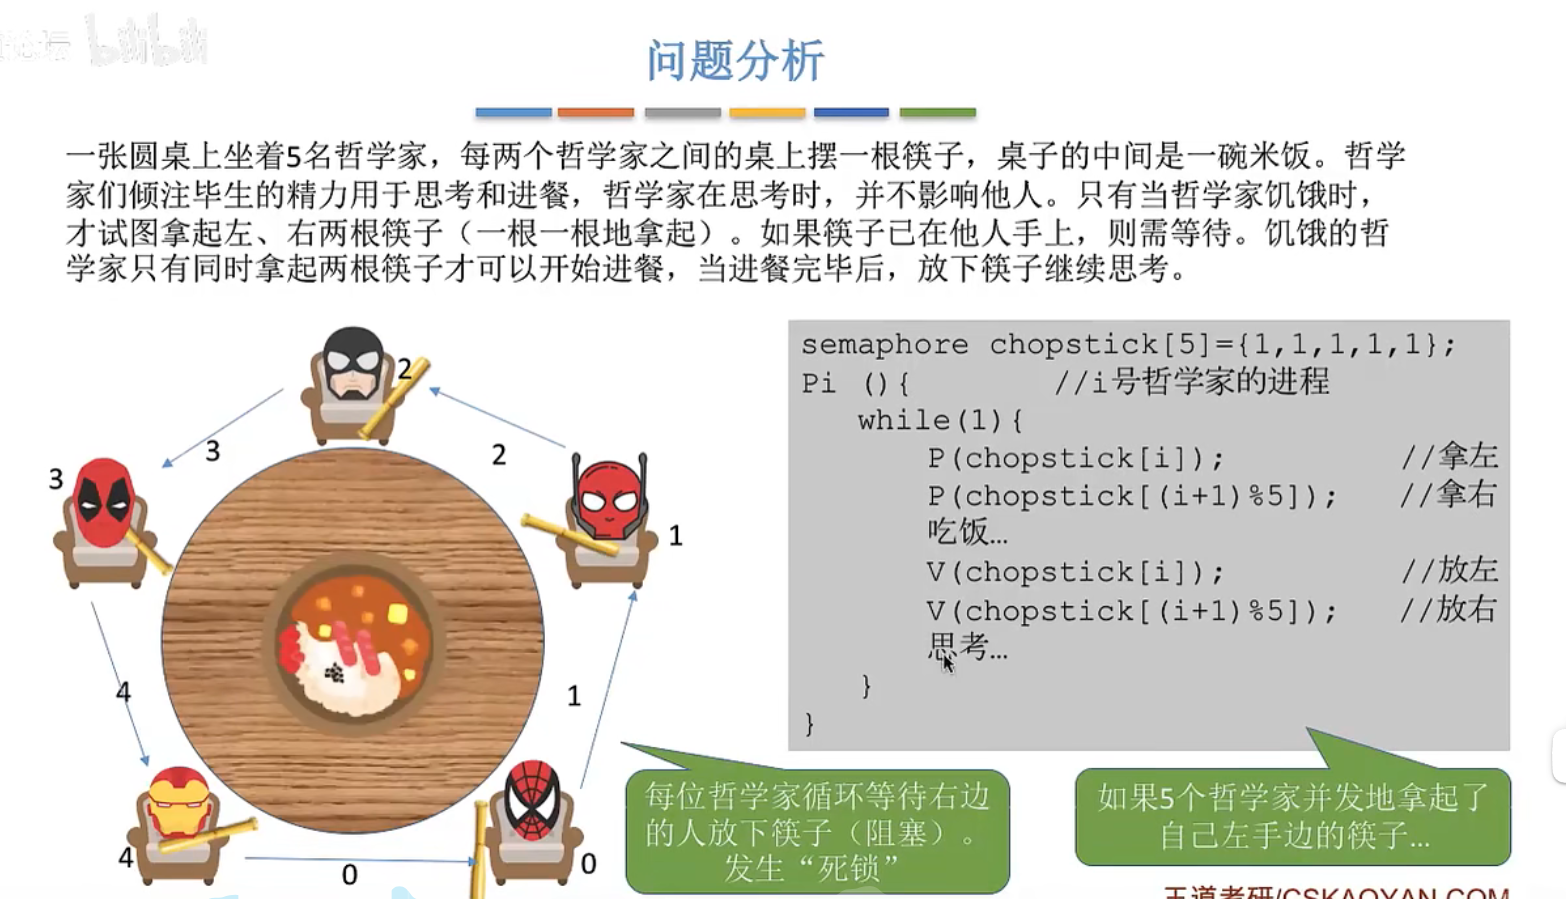 bilibili
问题分析
一张圆桌上坐着5名哲学家，每两个哲学家之间的桌上摆一根筷子，桌子的中间是一碗米饭。哲学
家们倾注毕生的精力用于思考和进餐，哲学家在思考时，并不影响他人。只有当哲学家饥饿时，
才试图拿起左、右两根筷子（一根一根地拿起）。如果筷子已在他人手上，则需等待。饥饿的哲
学家只有同时拿起两根筷子才可以开始进餐，当进餐完毕后，放下筷子继续思考。
2
3
2
3
1
4
1
4
0
0
semaphore chopstick[5]={1,1,1,1,1};
Pi (){ //i号哲学家的进程
while(1){
P(chopstick[i]); //拿左
P(chopstick[(i+1)%5]); //拿右
吃饭…
V(chopstick[i]); //放左
V(chopstick[(i+1)%5]); //放右
思考…
}
}
每位哲学家循环等待右边
的人放下筷子（阻塞）。
发生“死锁”
如果5个哲学家并发地拿起了
自己左手边的筷子…
王道考研/CSKAOYAN.COM